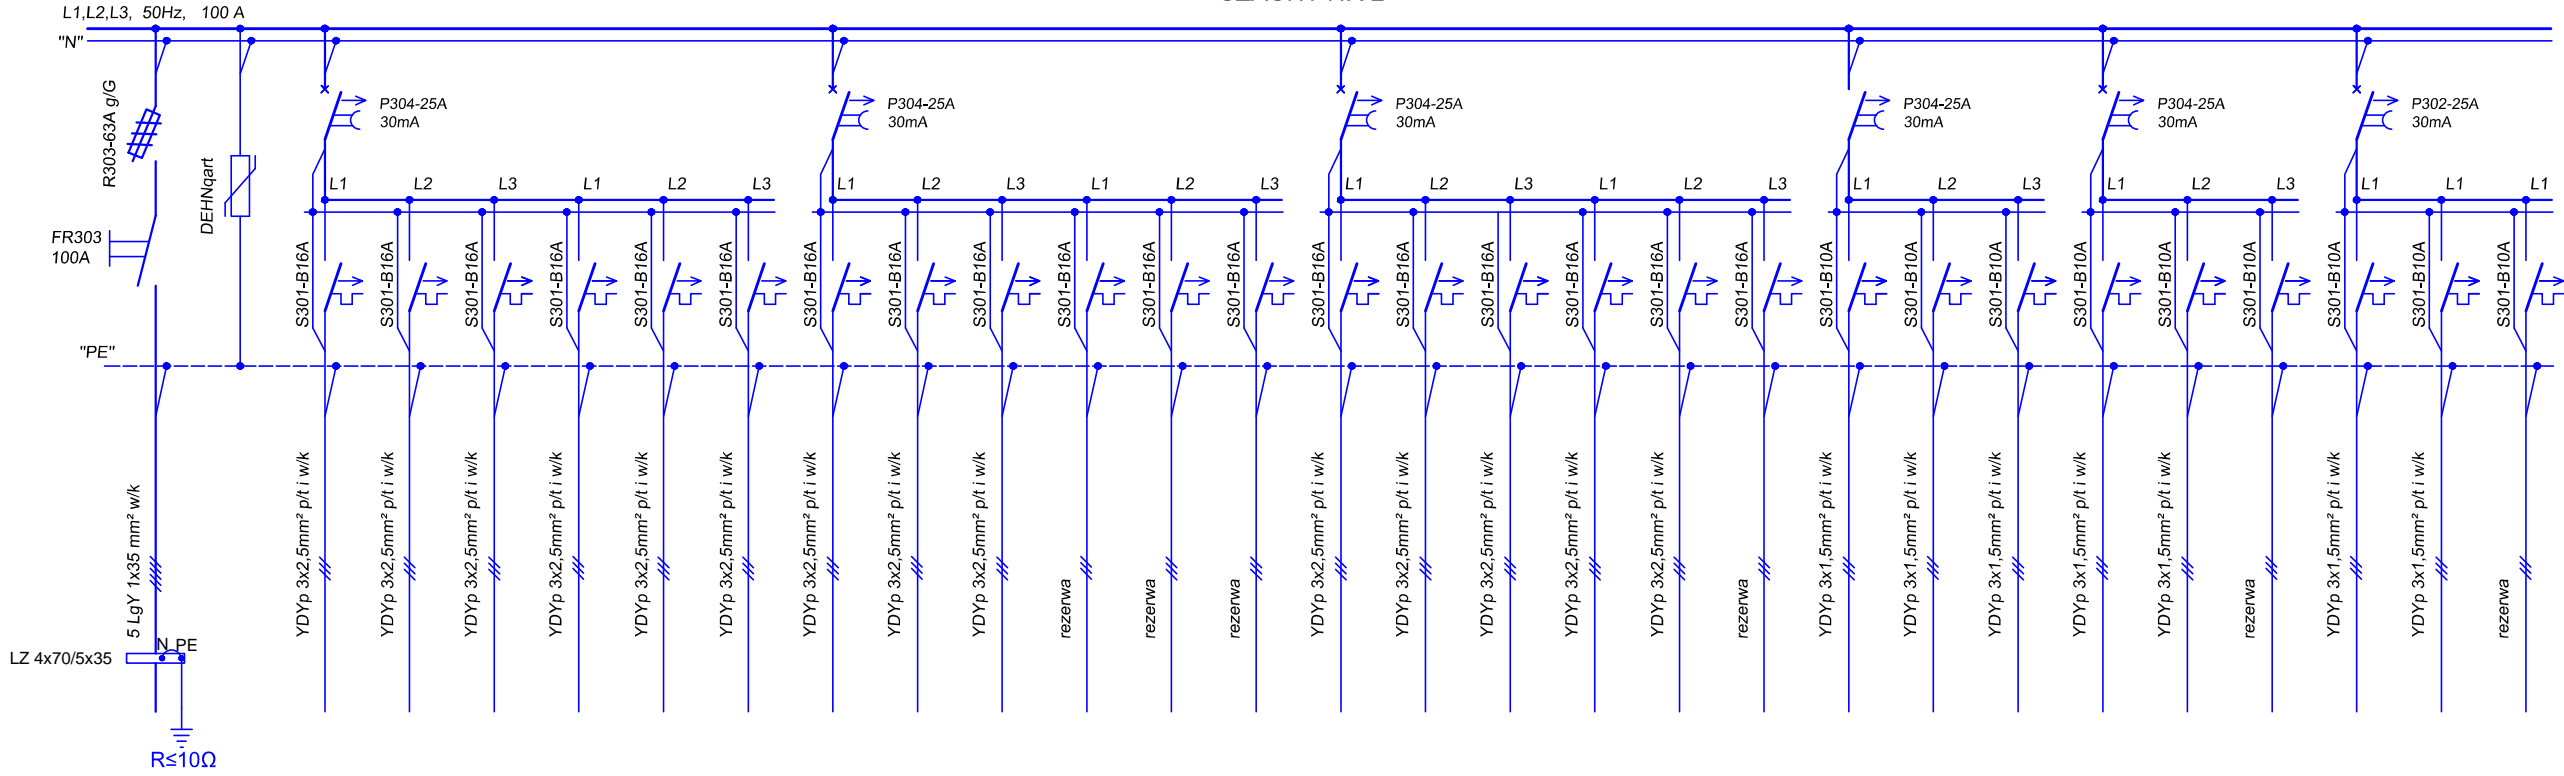 L1,L2,L3, 50Hz, 100 A
"N"
R303-63A g/G
DEHNqart
FR303
100A
"PE"
5 LgY 1x35 mm² w/k
N PE
LZ 4x70/5x35
R≤10Ω
P304-25A
30mA
L1 L2 L3 L1 L2 L3
S301-B16A
S301-B16A
S301-B16A
S301-B16A
S301-B16A
S301-B16A
YDYp 3x2,5mm² p/t i w/k
YDYp 3x2,5mm² p/t i w/k
YDYp 3x2,5mm² p/t i w/k
YDYp 3x2,5mm² p/t i w/k
YDYp 3x2,5mm² p/t i w/k
YDYp 3x2,5mm² p/t i w/k
P304-25A
30mA
L1 L2 L3 L1 L2 L3
S301-B16A
S301-B16A
S301-B16A
S301-B16A
S301-B16A
S301-B16A
YDYp 3x2,5mm² p/t i w/k
YDYp 3x2,5mm² p/t i w/k
YDYp 3x2,5mm² p/t i w/k
rezzerwa
rezzerwa
rezzerwa
P304-25A
30mA
L1 L2 L3 L1 L2 L3
S301-B16A
S301-B16A
S301-B16A
S301-B16A
S301-B16A
S301-B16A
YDYp 3x2,5mm² p/t i w/k
YDYp 3x2,5mm² p/t i w/k
YDYp 3x2,5mm² p/t i w/k
YDYp 3x2,5mm² p/t i w/k
YDYp 3x2,5mm² p/t i w/k
rezzerwa
P304-25A
30mA
L1 L2 L3
S301-B10A
S301-B10A
S301-B10A
YDYp 3x1,5mm² p/t i w/k
YDYp 3x1,5mm² p/t i w/k
YDYp 3x1,5mm² p/t i w/k
P304-25A
30mA
L1 L2 L3
S301-B10A
S301-B10A
S301-B10A
YDYp 3x1,5mm² p/t i w/k
YDYp 3x1,5mm² p/t i w/k
rezzerwa
P302-25A
30mA
L1 L1 L1
S301-B10A
S301-B10A
S301-B10A
YDYp 3x1,5mm² p/t i w/k
YDYp 3x1,5mm² p/t i w/k
rezzerwa